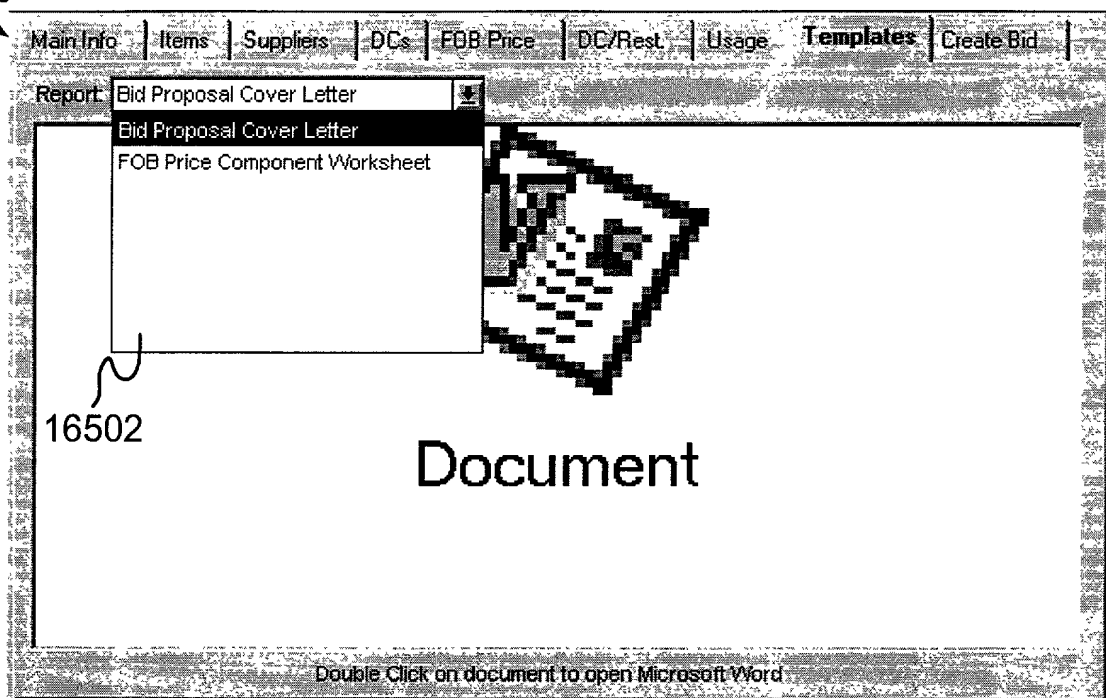 Main Info Items Suppliers DCs FOB Price DC/Rest. Usage Templates Create Bid
Report: Bid Proposal Cover Letter
Bid Proposal Cover Letter
FOB Price Component Worksheet
16502
Document
Double Click on document to open Microsoft Word